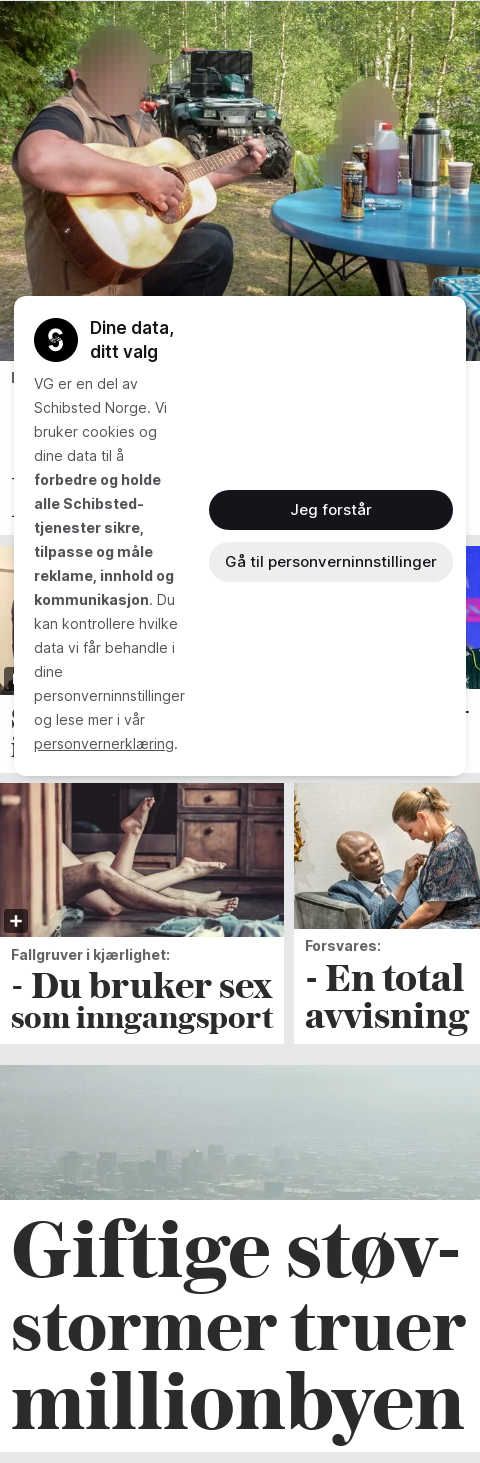 Dine data,
ditt valg
VG er en del av
Schibsted Norge. Vi
bruker cookies og
dine data til å
forbedre og holde
alle Schibsted-
tjenester sikre,
tilpasse og måle
reklame, innhold og
kommunikasjon. Du
kan kontrollere hvilke
data vi får behandle i
dine
personverninnstillinger
og lese mer i vår
personvernerklæring.
Jeg forstår
Gå til personverninnstillinger
Fallgruver i kjærlighet:
- Du bruker sex
som inngangsport
Forsvares:
- En total
avvisning
Giftige støv-
stormer truer
millionbyen